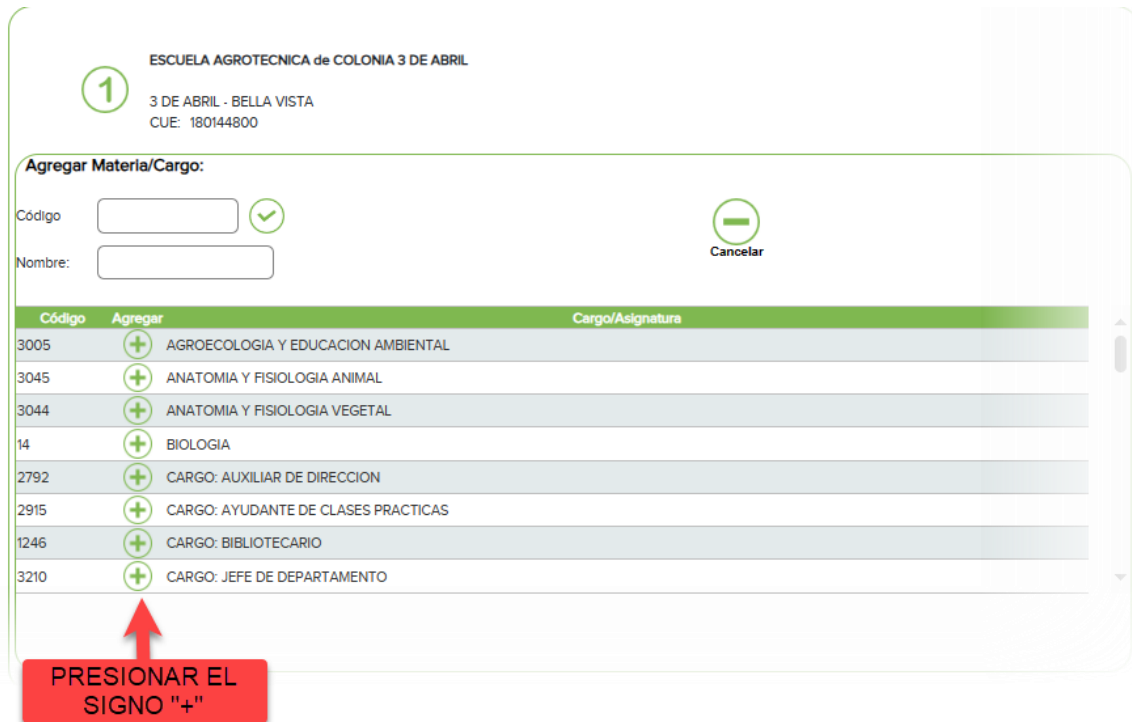 ESCUELA AGROTECNICA de COLONIA 3 DE ABRIL
1
3 DE ABRIL - BELLA VISTA
CUE: 180144800
Agregar Materia/Cargo:
Código
Cancelar
Nombre:
Código Agregar Cargo/Asignatura
3005 AGROECOLOGIA Y EDUCACION AMBIENTAL
3045 ANATOMIA Y FISIOLOGIA ANIMAL
3044 ANATOMIA Y FISIOLOGIA VEGETAL
14 BIOLOGIA
2792 CARGO: AUXILIAR DE DIRECCION
2915 CARGO: AYUDANTE DE CLASES PRACTICAS
1246 CARGO: BIBLIOTECARIO
3210 CARGO: JEFE DE DEPARTAMENTO
PRESIONAR EL
SIGNO "+"